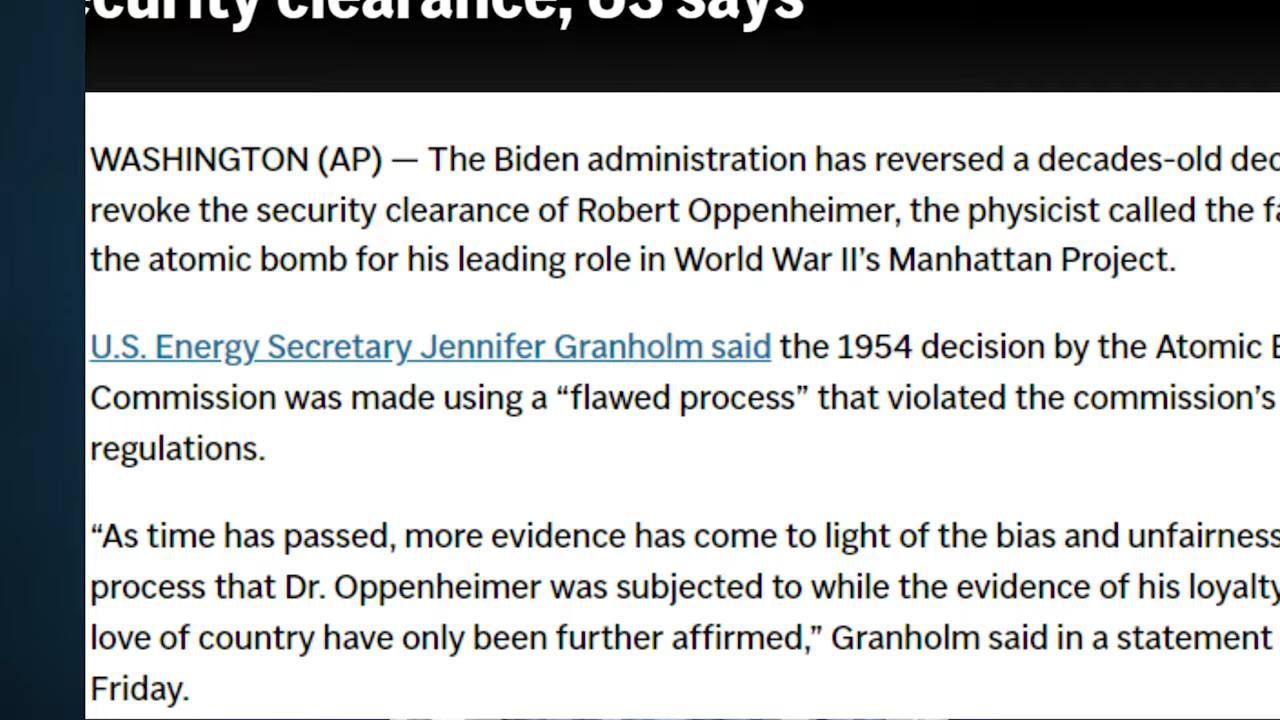 security clearance, US says
WASHINGTON (AP) — The Biden administration has reversed a decades-old
revoke the security clearance of Robert Oppenheimer, the physicist called the
the atomic bomb for his leading role in World War II’s Manhattan Project.
U.S. Energy Secretary Jennifer Granholm said the 1954 decision by the Atomic
Commission was made using a “flawed process” that violated the commission’s
regulations.
“As time has passed, more evidence has come to light of the bias and unfairness
process that Dr. Oppenheimer was subjected to while the evidence of his loyalty
love of country have only been further affirmed,” Granholm said in a statement
Friday.